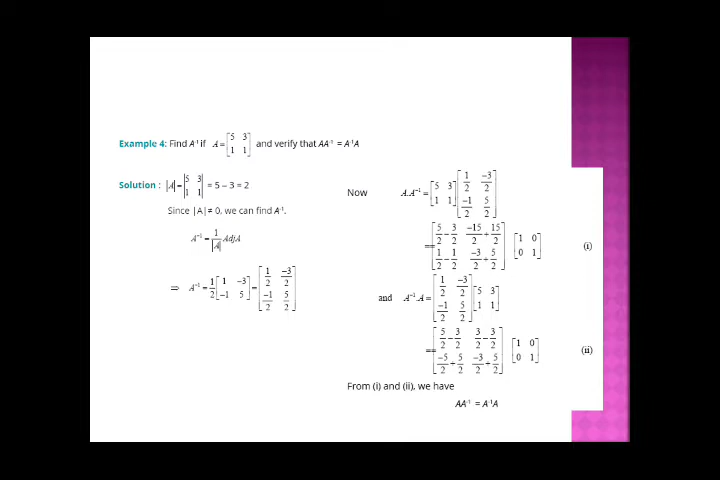 Example 4: Find A⁻¹ if A = [5 3; 1 1] and verify that AA⁻¹ = A⁻¹A
Solution : |A| = |5 3; 1 1| = 5 – 3 = 2
Since |A| ≠ 0, we can find A⁻¹.
A⁻¹ = 1/|A| AdjA
⇒ A⁻¹ = 1/2 [1 −3; −1 5] = [1/2 −3/2; −1/2 5/2]
Now A.A⁻¹ = [5 3; 1 1] [1/2 −3/2; −1/2 5/2]
== [5/2 − 3/2 −15/2 + 15/2; 1/2 − 1/2 −3/2 + 5/2] [1 0; 0 1] (i)
and A⁻¹.A = [1/2 −3/2; −1/2 5/2] [5 3; 1 1]
== [5/2 − 3/2 3/2 − 3/2; −5/2 + 5/2 −3/2 + 5/2] [1 0; 0 1] (ii)
From (i) and (ii), we have
AA⁻¹ = A⁻¹A